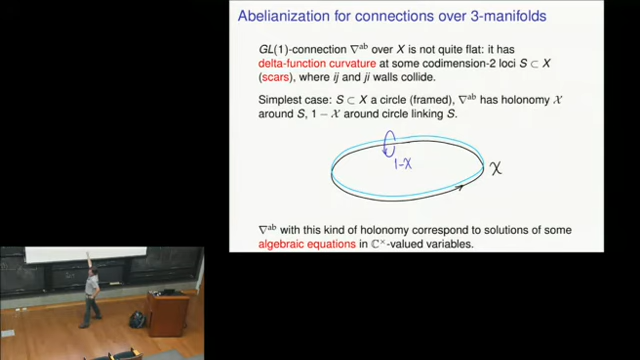 Abelianization for connections over 3-manifolds
GL(1)-connection ∇ᵃᵇ over X is not quite flat: it has
delta-function curvature at some codimension-2 loci S ⊂ X
(scars), where ij and ji walls collide.
Simplest case: S ⊂ X a circle (framed), ∇ᵃᵇ has holonomy 𝒳
around S, 1 − 𝒳 around circle linking S.
1-X
X
∇ᵃᵇ with this kind of holonomy correspond to solutions of some
algebraic equations in ℂ×-valued variables.